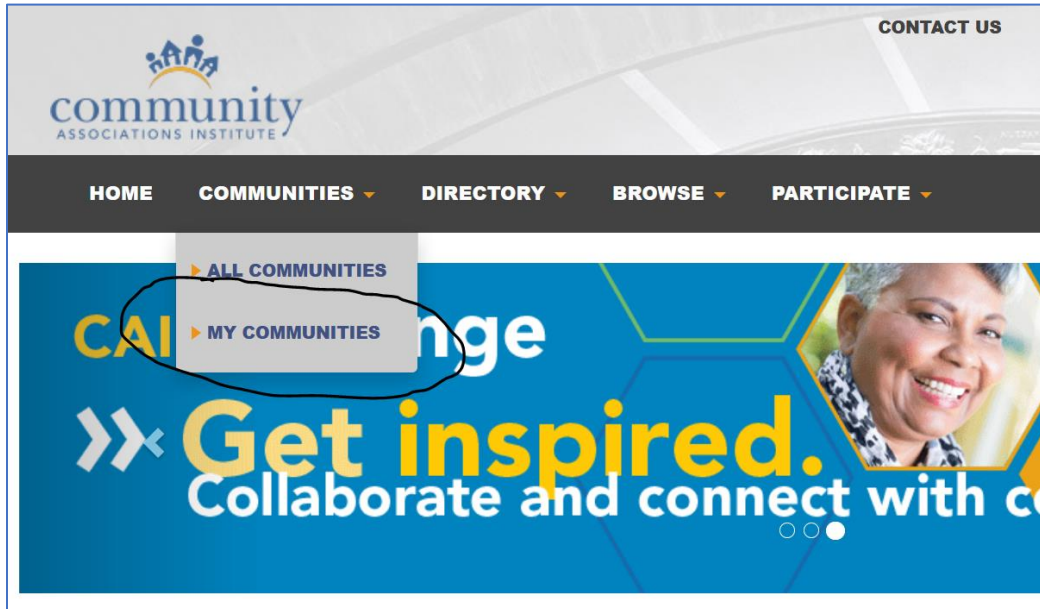 CONTACT US
community
ASSOCIATIONS INSTITUTE
HOME COMMUNITIES DIRECTORY BROWSE PARTICIPATE
ALL COMMUNITIES
MY COMMUNITIES
CAI nge
Get inspired.
Collaborate and connect with